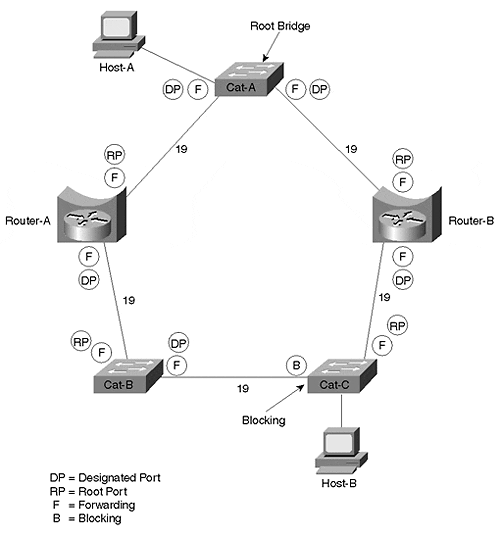 Root Bridge
Host-A
DP
F
Cat-A
F
DP
RP
F
19
19
RP
F
Router-A
Router-B
F
DP
F
DP
19
19
RP
F
DP
F
RP
F
B
Cat-B
19
Cat-C
Blocking
Host-B
DP = Designated Port
RP = Root Port
F = Forwarding
B = Blocking